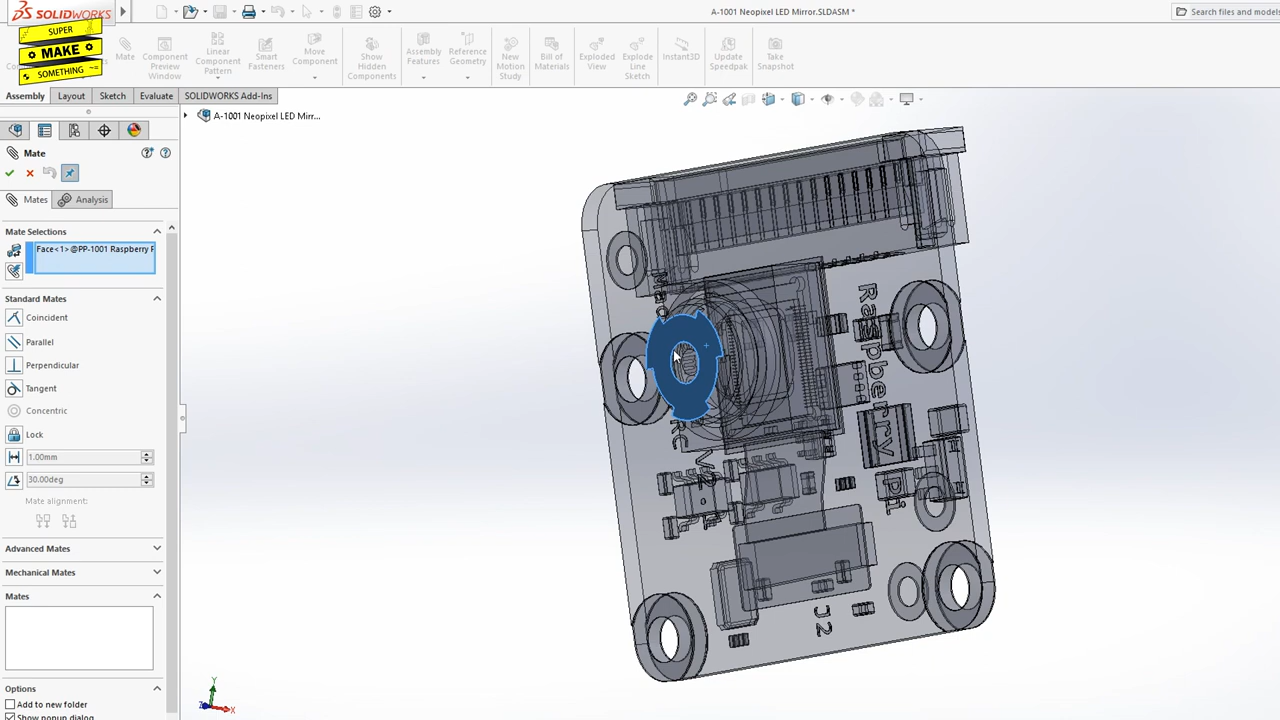 SOLIDWORKS
A-1001 Neopixel LED Mirror.SLDASM *
Search files and models
SUPER
MAKE
SOMETHING
Mate
Component Preview Window
Linear Component Pattern
Smart Fasteners
Move Component
Show Hidden Components
Assembly Features
Reference Geometry
New Motion Study
Bill of Materials
Exploded View
Explode Line Sketch
Instant3D
Update Speedpak
Take Snapshot
Assembly Layout Sketch Evaluate SOLIDWORKS Add-Ins
A-1001 Neopixel LED Mirr...
Mate
Mates Analysis
Mate Selections
Face<1>@PP-1001 Raspberry F
Standard Mates
Coincident
Parallel
Perpendicular
Tangent
Concentric
Lock
1.00mm
30.00deg
Mate alignment:
Advanced Mates
Mechanical Mates
Mates
Options
Add to new folder
Show popup dialog
Raspberry Pi
V2
J2
Y
Z
X